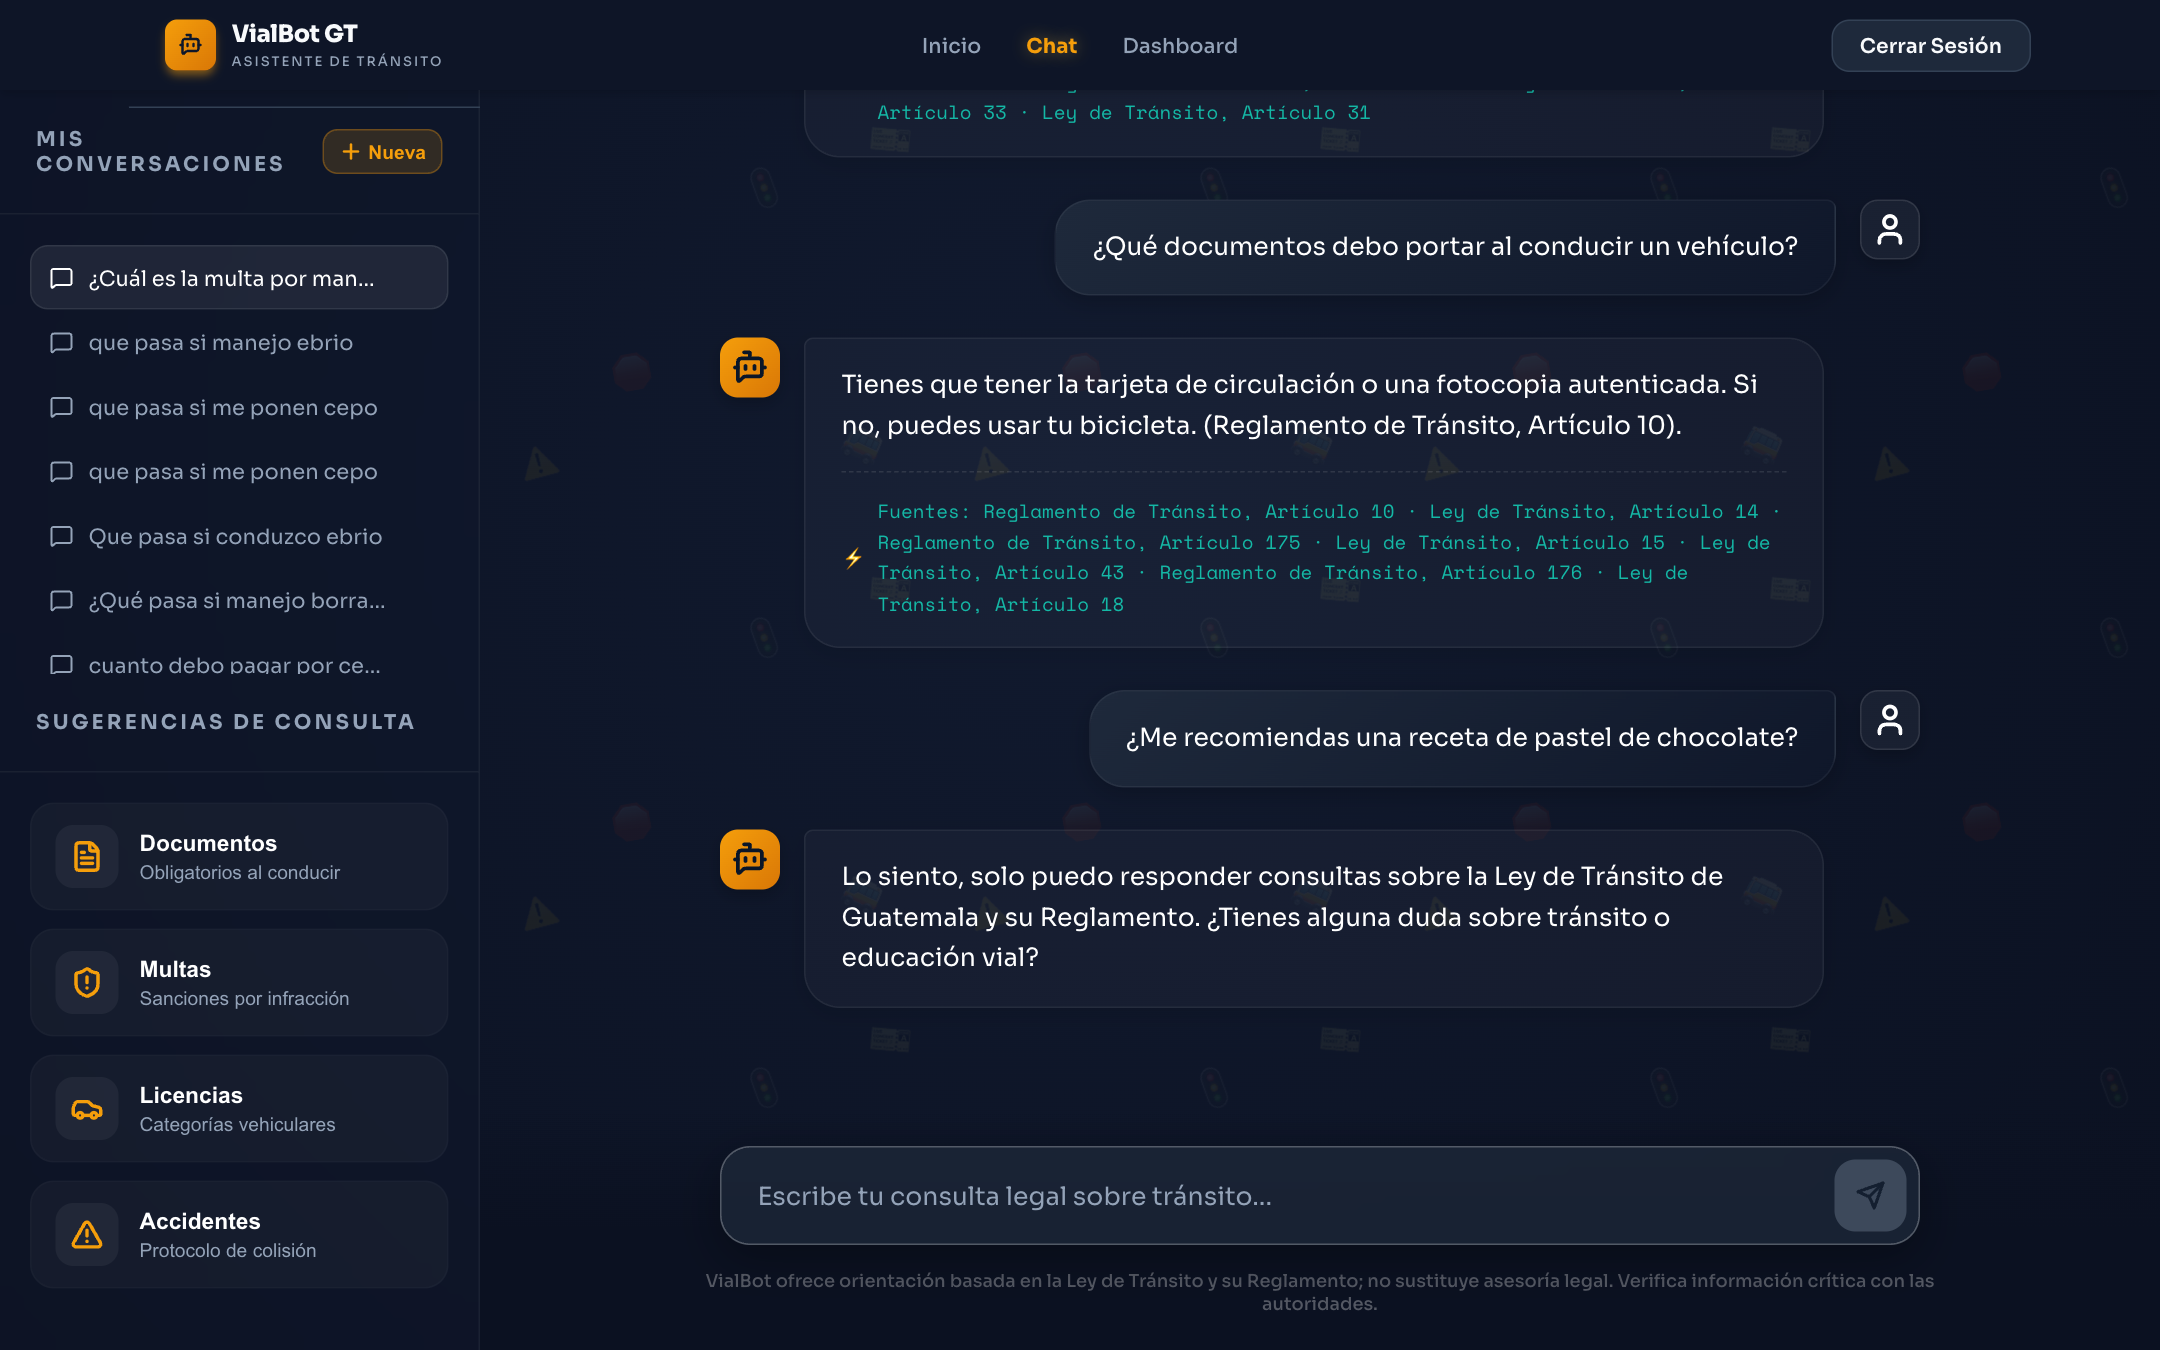 VialBot GT
ASISTENTE DE TRÁNSITO
Inicio
Chat
Dashboard
Cerrar Sesión
MIS
CONVERSACIONES
Nueva
¿Cuál es la multa por man...
que pasa si manejo ebrio
que pasa si me ponen cepo
que pasa si me ponen cepo
Que pasa si conduzco ebrio
¿Qué pasa si manejo borra...
cuanto debo pagar por ce...
SUGERENCIAS DE CONSULTA
Documentos
Obligatorios al conducir
Multas
Sanciones por infracción
Licencias
Categorías vehiculares
Accidentes
Protocolo de colisión
Artículo 33 · Ley de Tránsito, Artículo 31
¿Qué documentos debo portar al conducir un vehículo?
Tienes que tener la tarjeta de circulación o una fotocopia autenticada. Si
no, puedes usar tu bicicleta. (Reglamento de Tránsito, Artículo 10).
Fuentes: Reglamento de Tránsito, Artículo 10 · Ley de Tránsito, Artículo 14 ·
Reglamento de Tránsito, Artículo 175 · Ley de Tránsito, Artículo 15 · Ley de
Tránsito, Artículo 43 · Reglamento de Tránsito, Artículo 176 · Ley de
Tránsito, Artículo 18
¿Me recomiendas una receta de pastel de chocolate?
Lo siento, solo puedo responder consultas sobre la Ley de Tránsito de
Guatemala y su Reglamento. ¿Tienes alguna duda sobre tránsito o
educación vial?
Escribe tu consulta legal sobre tránsito...
VialBot ofrece orientación basada en la Ley de Tránsito y su Reglamento; no sustituye asesoría legal. Verifica información crítica con las
autoridades.